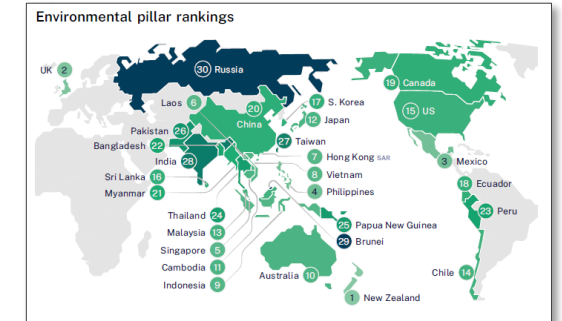 Environmental pillar rankings
UK 2
30 Russia
19 Canada
Laos 6
20
China
17 S. Korea
15 US
12 Japan
Pakistan 26
Bangladesh 22
27 Taiwan
India 28
7 Hong Kong SAR
3 Mexico
Sri Lanka 16
8 Vietnam
Myanmar 21
4 Philippines
18 Ecuador
Thailand 24
23 Peru
Malaysia 13
25 Papua New Guinea
Singapore 5
29 Brunei
Cambodia 11
Australia 10
Chile 14
Indonesia 9
1 New Zealand